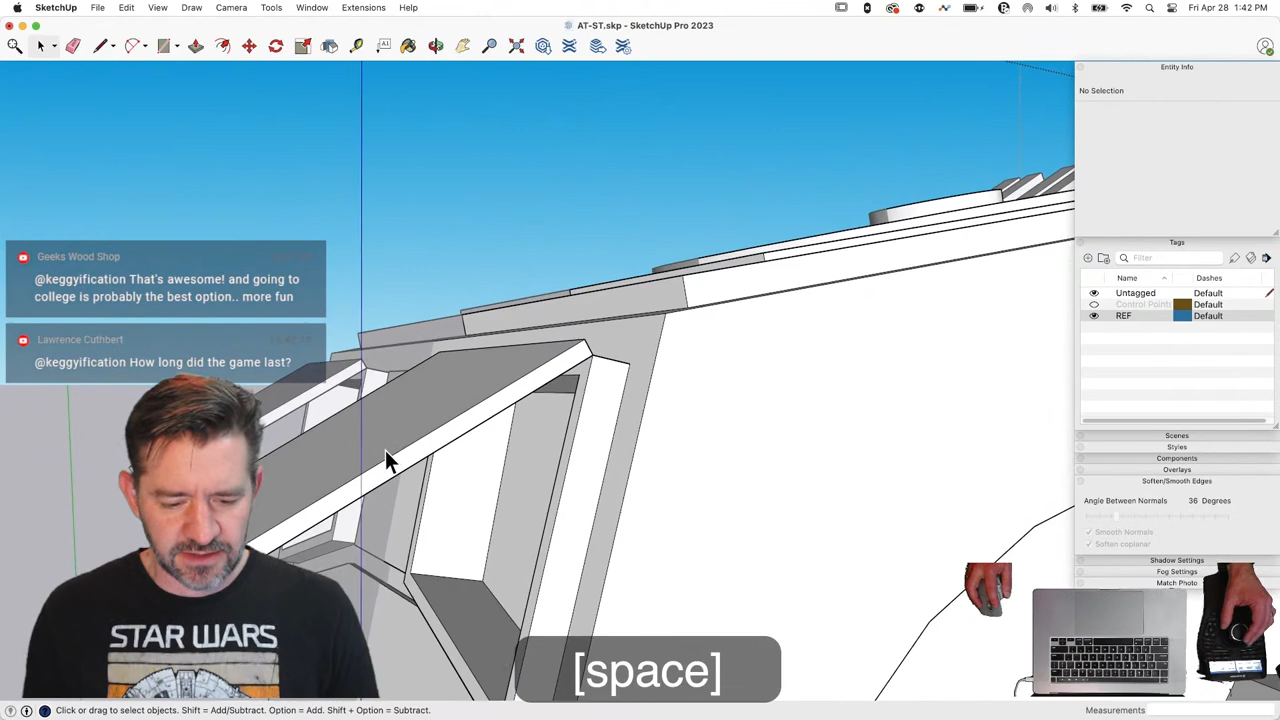 SketchUp File Edit View Draw Camera Tools Window Extensions Help
Fri Apr 28 1:42 PM
AT-ST.skp - SketchUp Pro 2023
Entity Info
No Selection
Tags
Filter
Name Dashes
Untagged Default
Control Points Default
REF Default
Scenes
Styles
Components
Overlays
Soften/Smooth Edges
Angle Between Normals 36 Degrees
Smooth Normals
Soften coplanar
Shadow Settings
Fog Settings
Match Photo
Geeks Wood Shop
@keggyification That's awesome! and going to
college is probably the best option.. more fun
Lawrence Cuthbert
@keggyification How long did the game last?
STAR WARS
[space]
Click or drag to select objects. Shift = Add/Subtract. Option = Add. Shift + Option = Subtract.
Measurements